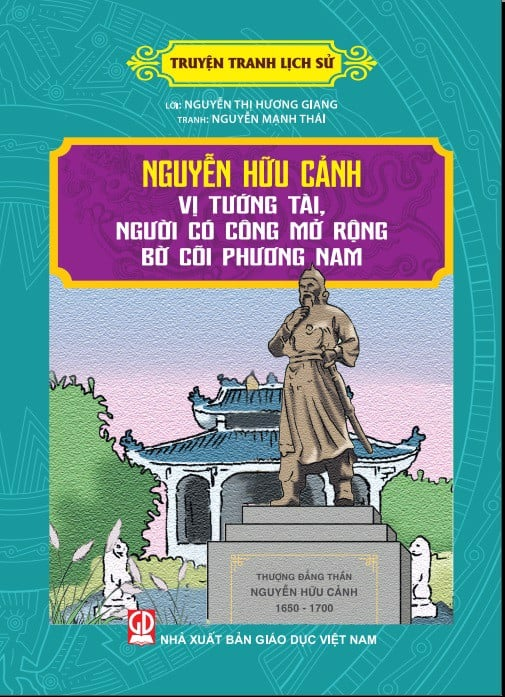 TRUYỆN TRANH LỊCH SỬ
LỜI: NGUYỄN THỊ HƯƠNG GIANG
TRANH: NGUYỄN MẠNH THÁI
NGUYỄN HỮU CẢNH
VỊ TƯỚNG TÀI,
NGƯỜI CÓ CÔNG MỞ RỘNG
BỜ CÕI PHƯƠNG NAM
THƯỢNG ĐẲNG THẦN
NGUYỄN HỮU CẢNH
1650 - 1700
GD
NHÀ XUẤT BẢN GIÁO DỤC VIỆT NAM